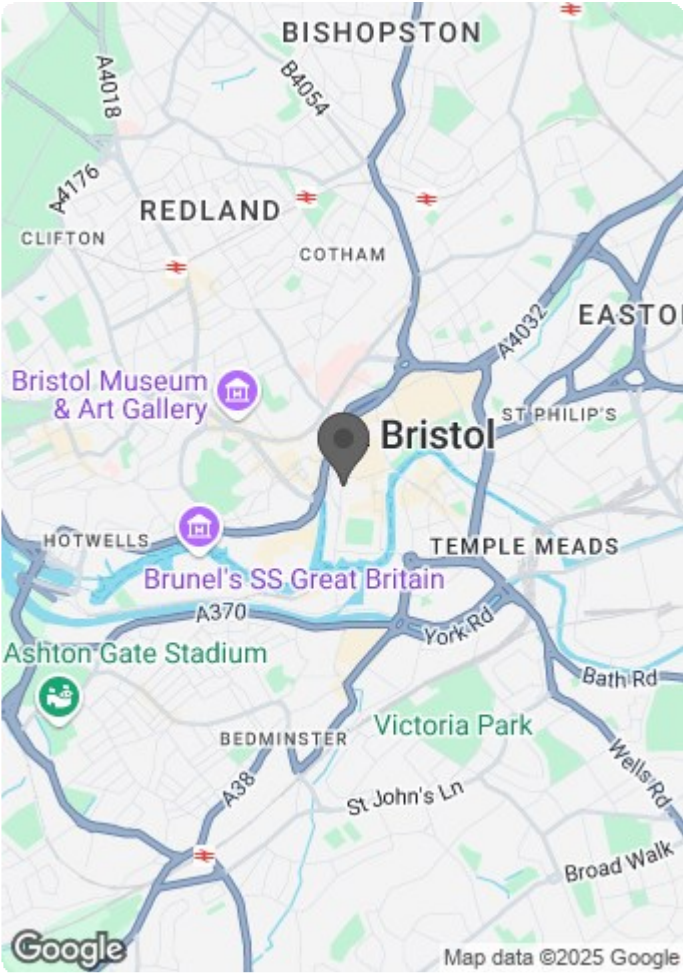 BISHOPSTON
A4018
B4054
A4176
REDLAND
CLIFTON
COTHAM
A4032
EASTO
Bristol Museum
& Art Gallery
ST PHILIP'S
Bristol
HOTWELLS
TEMPLE MEADS
Brunel's SS Great Britain
A370
York Rd
Ashton Gate Stadium
Bath Rd
Victoria Park
BEDMINSTER
Wells Rd
A38
St John's Ln
Broad Walk
Google
Map data ©2025 Google